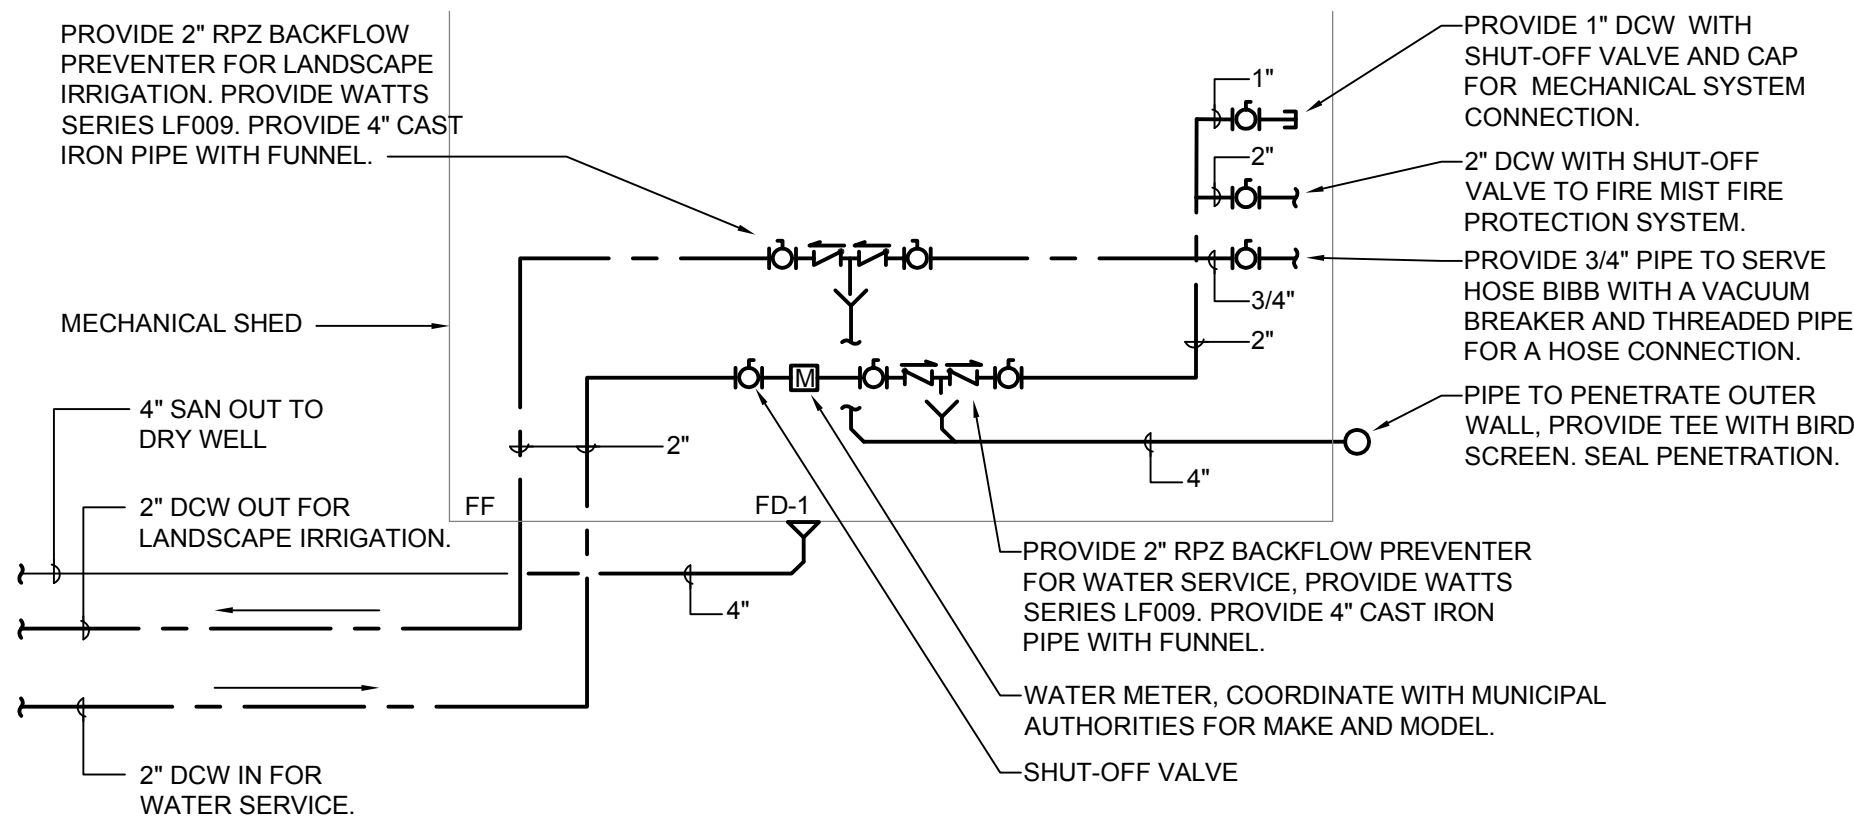 PROVIDE 2" RPZ BACKFLOW
PREVENTER FOR LANDSCAPE
IRRIGATION. PROVIDE WATTS
SERIES LF009. PROVIDE 4" CAST
IRON PIPE WITH FUNNEL.
MECHANICAL SHED
4" SAN OUT TO
DRY WELL
2" DCW OUT FOR
LANDSCAPE IRRIGATION.
2" DCW IN FOR
WATER SERVICE.
FF
FD-1
2"
4"
M
1"
2"
3/4"
2"
4"
PROVIDE 1" DCW WITH
SHUT-OFF VALVE AND CAP
FOR MECHANICAL SYSTEM
CONNECTION.
2" DCW WITH SHUT-OFF
VALVE TO FIRE MIST FIRE
PROTECTION SYSTEM.
PROVIDE 3/4" PIPE TO SERVE
HOSE BIBB WITH A VACUUM
BREAKER AND THREADED PIPE
FOR A HOSE CONNECTION.
PIPE TO PENETRATE OUTER
WALL, PROVIDE TEE WITH BIRD
SCREEN. SEAL PENETRATION.
PROVIDE 2" RPZ BACKFLOW PREVENTER
FOR WATER SERVICE, PROVIDE WATTS
SERIES LF009. PROVIDE 4" CAST IRON
PIPE WITH FUNNEL.
WATER METER, COORDINATE WITH MUNICIPAL
AUTHORITIES FOR MAKE AND MODEL.
SHUT-OFF VALVE